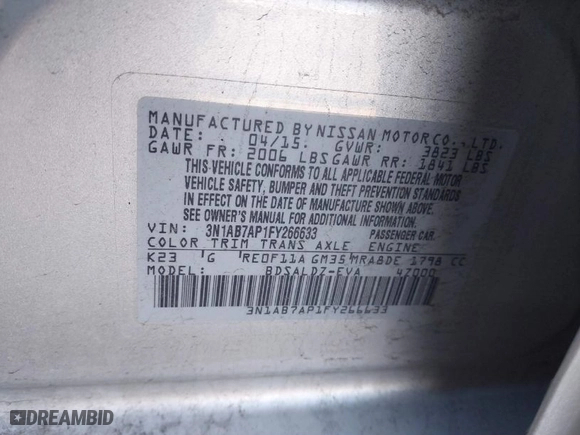 MANUFACTURED BY NISSAN MOTOR CO., LTD.
DATE: 04/15. GVWR: 3823 LBS
GAWR FR: 2006 LBS GAWR RR: 1841 LBS
THIS VEHICLE CONFORMS TO ALL APPLICABLE FEDERAL MOTOR
VEHICLE SAFETY, BUMPER AND THEFT PREVENTION STANDARDS
IN EFFECT ON THE DATE OF MANUFACTURE SHOWN ABOVE.
SEE OWNER'S MANUAL FOR ADDITIONAL INFORMATION.
VIN: 3N1AB7AP1FY266633 PASSENGER CAR
COLOR TRIM TRANS AXLE ENGINE
K23 G RE0F11A GM35 MRA8DE 1798 CC
MODEL BDSALDZ-EVA 47000
3N1AB7AP1FY266633
DREAMBID